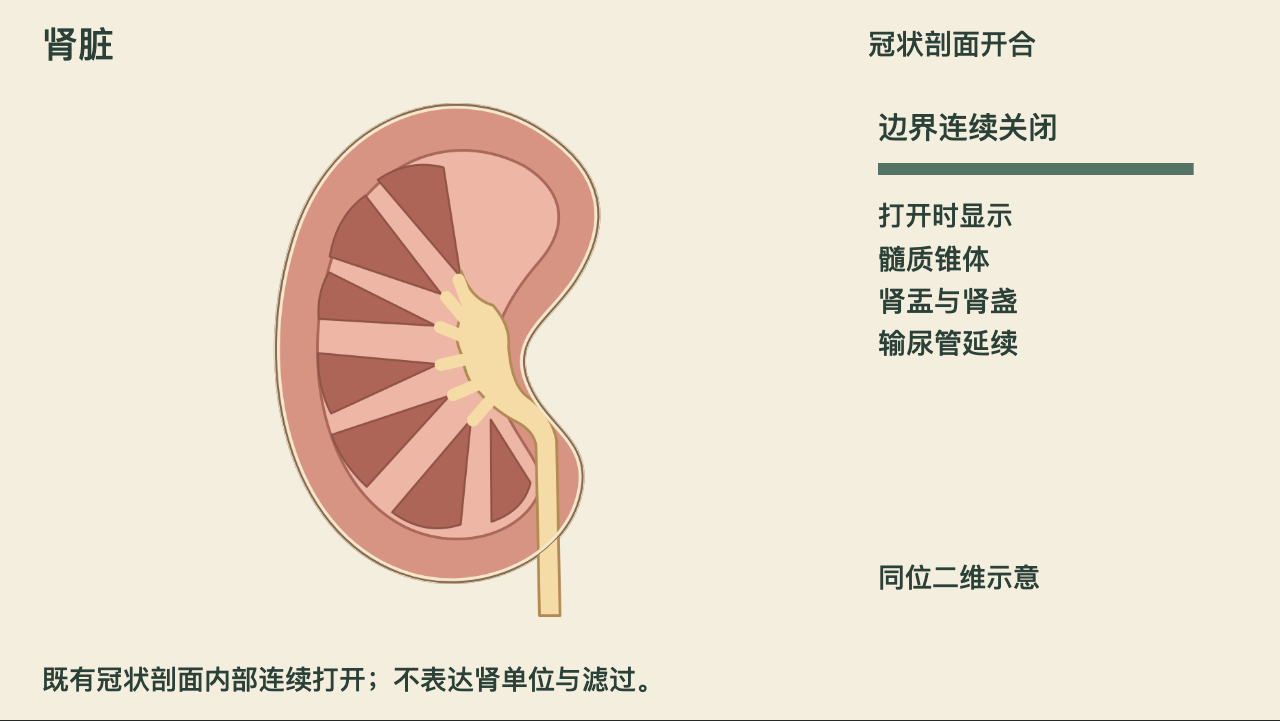 肾脏
冠状剖面开合
边界连续关闭
打开时显示
髓质锥体
肾盂与肾盏
输尿管延续
同位二维示意
既有冠状剖面内部连续打开；不表达肾单位与滤过。